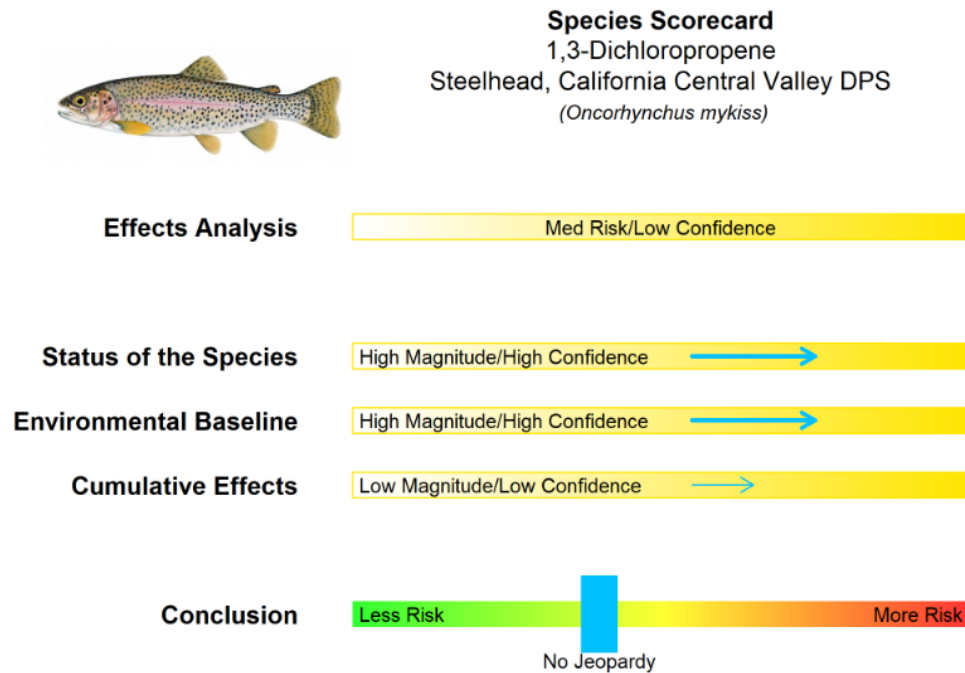 Species Scorecard
1,3-Dichloropropene
Steelhead, California Central Valley DPS
(Oncorhynchus mykiss)
Effects Analysis
Med Risk/Low Confidence
Status of the Species
High Magnitude/High Confidence
Environmental Baseline
High Magnitude/High Confidence
Cumulative Effects
Low Magnitude/Low Confidence
Conclusion
Less Risk
More Risk
No Jeopardy